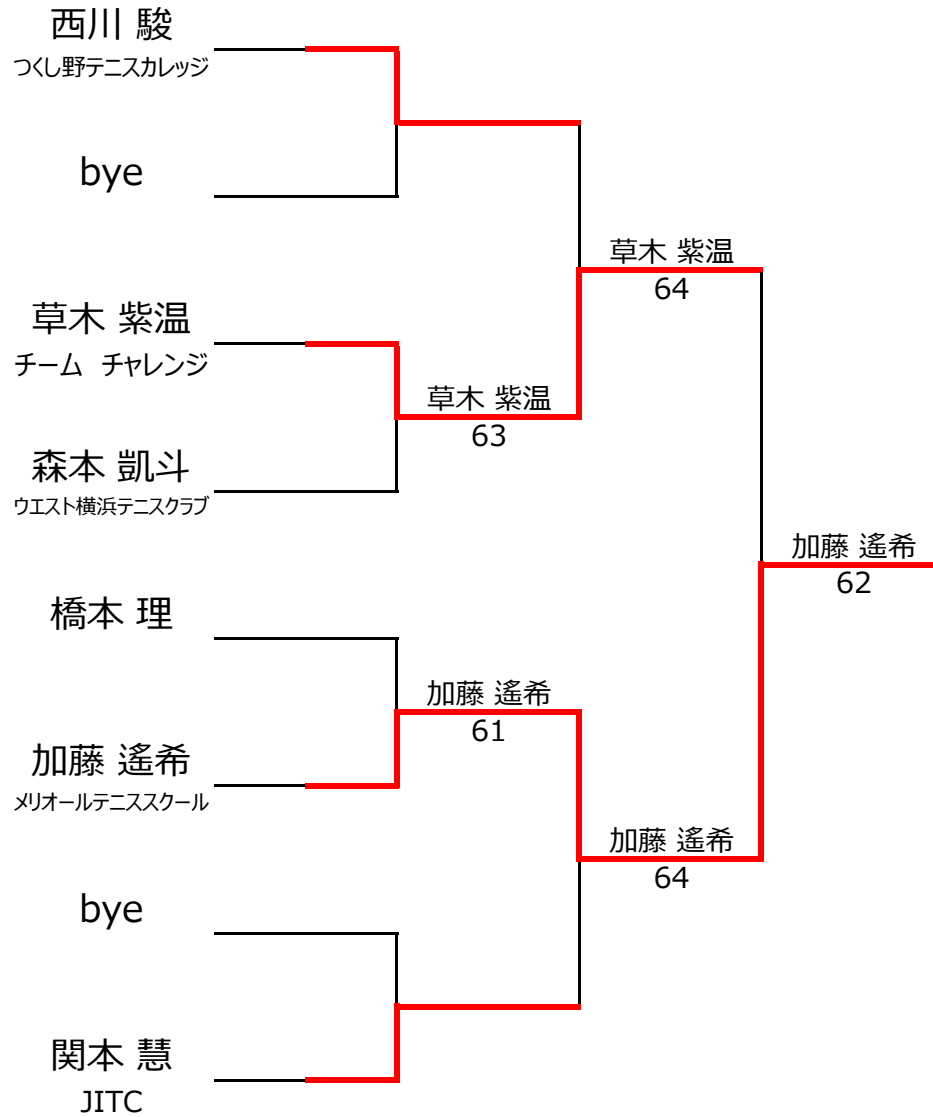 西川 駿
つくし野テニスカレッジ
bye
草木 紫温
チーム　チャレンジ
森本 凱斗
ウエスト横浜テニスクラブ
橋本 理
加藤 遙希
メリオールテニススクール
bye
関本 慧
JITC
草木 紫温
63
加藤 遙希
61
草木 紫温
64
加藤 遙希
64
加藤 遙希
62